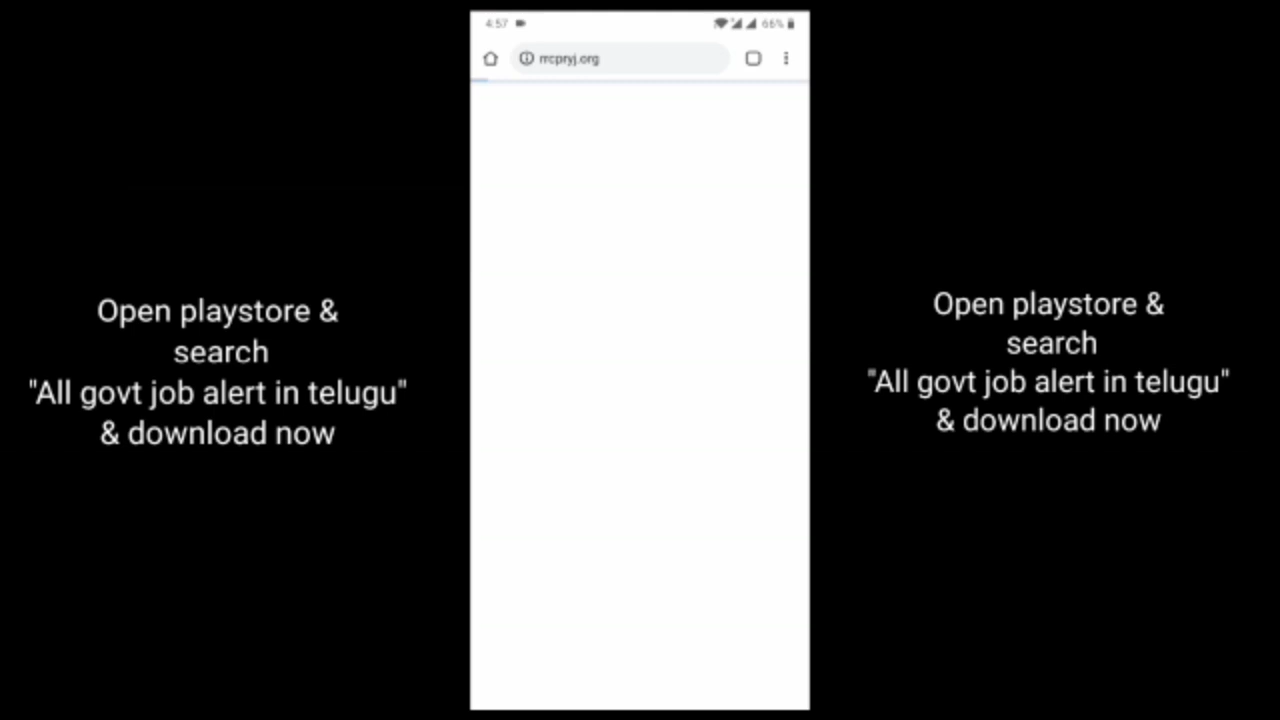 4:57
66%
rrcpryj.org
Open playstore &
search
"All govt job alert in telugu"
& download now
Open playstore &
search
"All govt job alert in telugu"
& download now